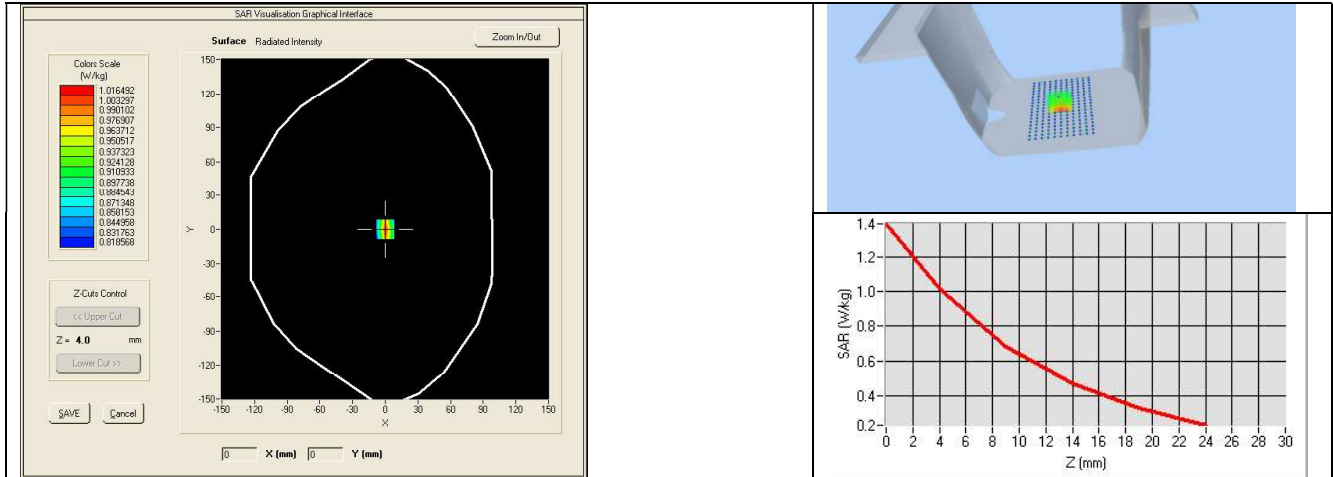 SAR Visualisation Graphical Interface
Surface Radiated Intensity
Zoom In/Out
Colors Scale
(W/kg)
1.016492
1.003297
0.990102
0.976907
0.963712
0.950517
0.937323
0.924128
0.910933
0.897738
0.884543
0.871348
0.858153
0.844958
0.831763
0.818568
Z-Cuts Control
<< Upper Cut
Z = 4.0 mm
Lower Cut >>
SAVE Cancel
150
120
90
60
30
0
-30
-60
-90
-120
-150
Y
-150 -120 -90 -60 -30 0 30 60 90 120 150
X
0 X (mm) 0 Y (mm)
1.4
1.2
1.0
0.8
0.6
0.4
0.2
SAR (W/kg)
0 2 4 6 8 10 12 14 16 18 20 22 24 26 28 30
Z (mm)